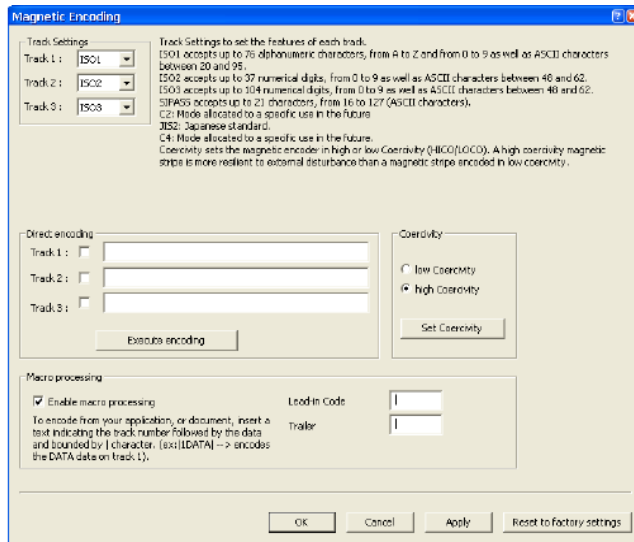 Magnetic Encoding
Track Settings
Track 1 : ISO1
Track 2 : ISO2
Track 3 : ISO3
Track Settings to set the features of each track.
ISO1 accepts up to 76 alphanumeric characters, from A to Z and from 0 to 9 as well as ASCII characters
between 20 and 95.
ISO2 accepts up to 37 numerical digits, from 0 to 9 as well as ASCII characters between 48 and 62.
ISO3 accepts up to 104 numerical digits, from 0 to 9 as well as ASCII characters between 48 and 62.
SIPASS accepts up to 21 characters, from 16 to 127 (ASCII characters).
C2: Mode allocated to a specific use in the future
JIS2: Japanese standard.
C4: Mode allocated to a specific use in the future.
Coercivity sets the magnetic encoder in high or low Coercivity (HICO/LOCO). A high coercivity magnetic
stripe is more resilient to external disturbance than a magnetic stripe encoded in low coercivity.
Direct encoding
Track 1 :
Track 2 :
Track 3 :
Execute encoding
Coercivity
low Coercivity
high Coercivity
Set Coercivity
Macro processing
Enable macro processing
To encode from your application, or document, insert a
text indicating the track number followed by the data
and bounded by | character. (ex:|1DATA| --> encodes
the DATA data on track 1).
Lead-in Code |
Trailer |
OK
Cancel
Apply
Reset to factory settings